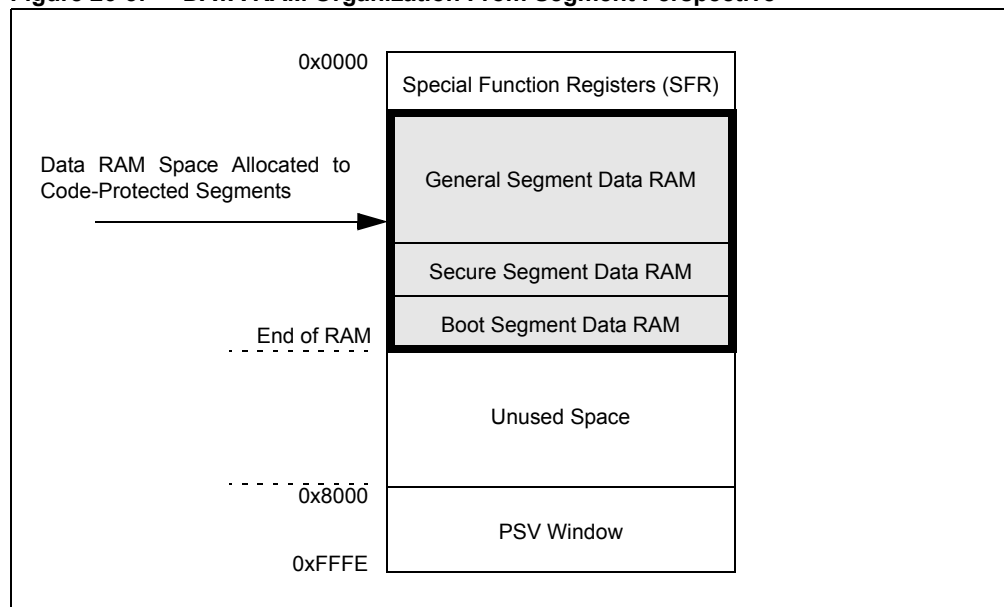 0x0000
Special Function Registers (SFR)
Data RAM Space Allocated to
Code-Protected Segments
General Segment Data RAM
Secure Segment Data RAM
Boot Segment Data RAM
End of RAM
Unused Space
0x8000
PSV Window
0xFFFE